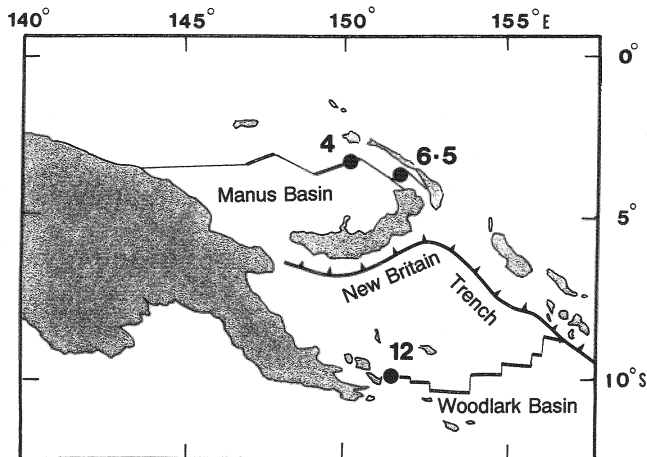 140° 145° 150° 155° E
0°
4
6·5
Manus Basin
5°
New Britain
Trench
12
10°S
Woodlark Basin